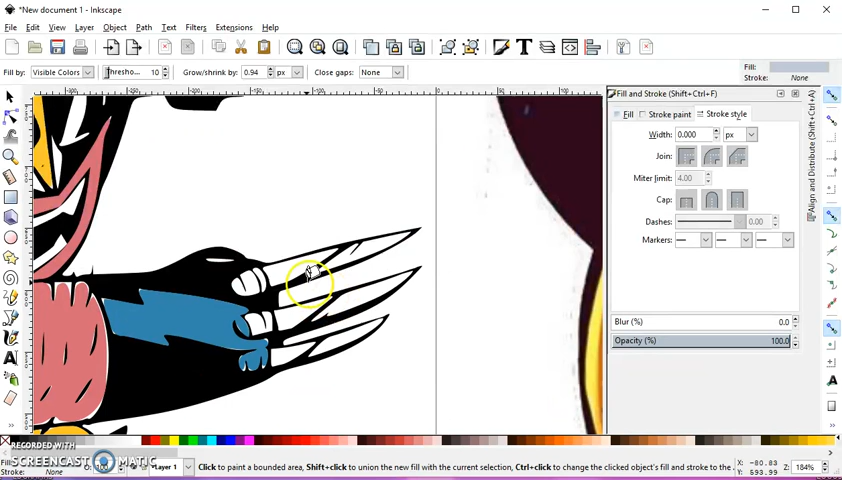 *New document 1 - Inkscape
File Edit View Layer Object Path Text Filters Extensions Help
Fill by: Visible Colors Thresho... 10 Grow/shrink by: 0.94 px Close gaps: None
Fill:
Stroke: None
Fill and Stroke (Shift+Ctrl+F)
Fill Stroke paint Stroke style
Width: 0.000 px
Join:
Miter limit: 4.00
Cap:
Dashes: 0.00
Markers:
Blur (%) 0.0
Opacity (%) 100.0
Align and Distribute (Shift+Ctrl+A)
RECORDED WITH
SCREENCAST MATIC
Layer 1 Click to paint a bounded area, Shift+click to union the new fill with the current selection, Ctrl+click to change the clicked object's fill and stroke to the
X: -80.83
Y: 593.99
Z: 184%